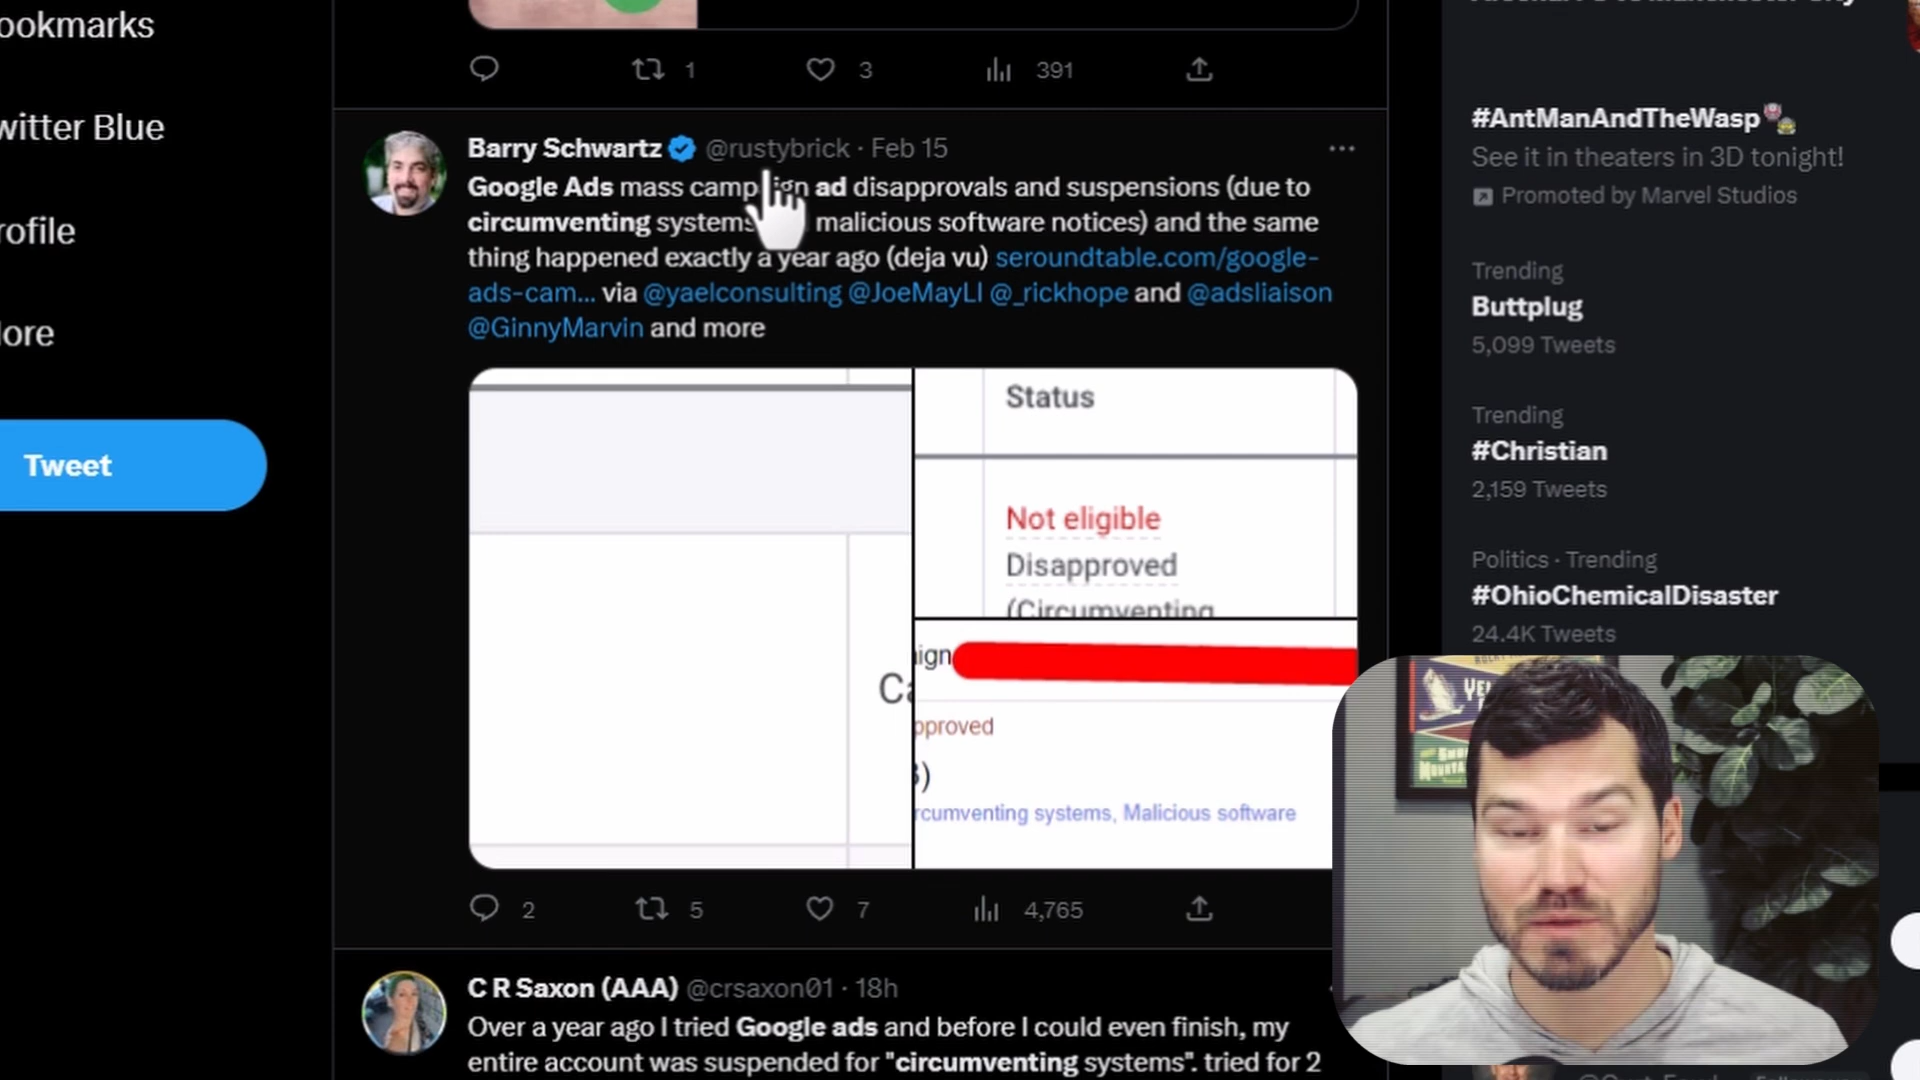 ookmarks
witter Blue
rofile
ore
Tweet
1
3
391
Barry Schwartz @rustybrick · Feb 15
Google Ads mass campaign ad disapprovals and suspensions (due to
circumventing systems malicious software notices) and the same
thing happened exactly a year ago (deja vu) seroundtable.com/google-
ads-cam... via @yaelconsulting @JoeMayLI @_rickhope and @adsliaison
@GinnyMarvin and more
Status
Not eligible
Disapproved
(Circumventing
Ca
ign
pproved
)
rcumventing systems, Malicious software
2
5
7
4,765
C R Saxon (AAA) @crsaxon01 · 18h
Over a year ago I tried Google ads and before I could even finish, my
entire account was suspended for "circumventing systems". tried for 2
#AntManAndTheWasp
See it in theaters in 3D tonight!
Promoted by Marvel Studios
Trending
Buttplug
5,099 Tweets
Trending
#Christian
2,159 Tweets
Politics · Trending
#OhioChemicalDisaster
24.4K Tweets